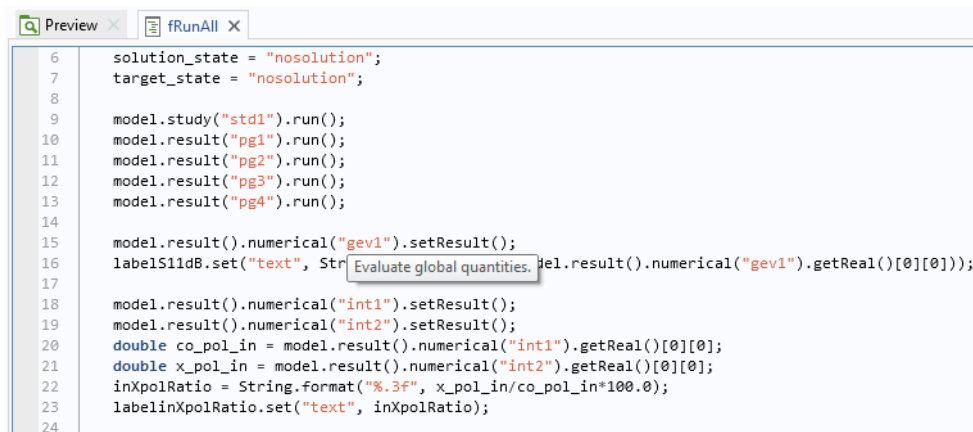 Preview × fRunAll ×
6 solution_state = "nosolution";
7 target_state = "nosolution";
8
9 model.study("std1").run();
10 model.result("pg1").run();
11 model.result("pg2").run();
12 model.result("pg3").run();
13 model.result("pg4").run();
14
15 model.result().numerical("gev1").setResult();
16 labelS11dB.set("text", Str Evaluate global quantities. del.result().numerical("gev1").getReal()[0][0]));
17
18 model.result().numerical("int1").setResult();
19 model.result().numerical("int2").setResult();
20 double co_pol_in = model.result().numerical("int1").getReal()[0][0];
21 double x_pol_in = model.result().numerical("int2").getReal()[0][0];
22 inXpolRatio = String.format("%.3f", x_pol_in/co_pol_in*100.0);
23 labelinXpolRatio.set("text", inXpolRatio);
24